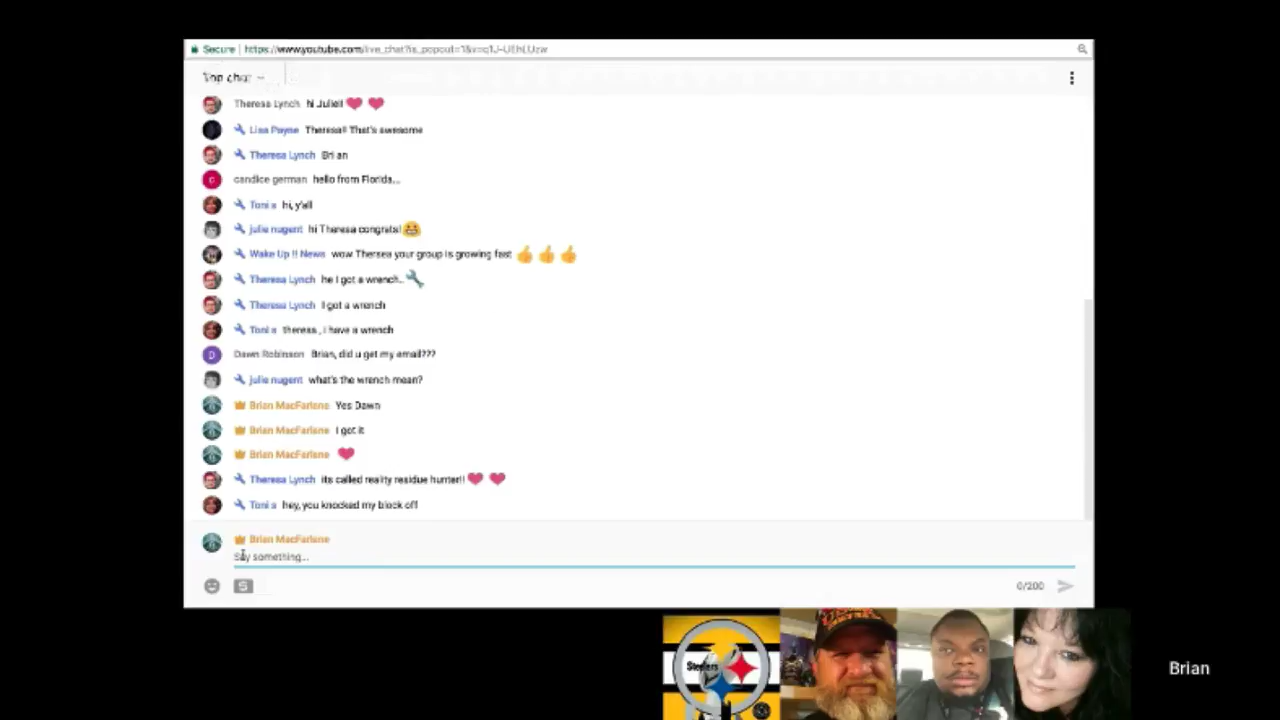 Secure | https://www.youtube.com/live_chat?is_popout=1&v=
Top chat
Theresa Lynch hi Julie!!
Lisa Payne Theresa!! That's awesome
Theresa Lynch Bri an
candice german hello from Florida...
Toni s hi, y'all
julie nugent hi Theresa congrats!
Wake Up !! News wow Thersea your group is growing fast
Theresa Lynch he I got a wrench..
Theresa Lynch I got a wrench
Toni s theresa , i have a wrench
D Dawn Robinson Brian, did u get my email???
julie nugent what's the wrench mean?
Brian MacFarlane Yes Dawn
Brian MacFarlane I got it
Brian MacFarlane
Theresa Lynch its called reality residue hunter!!
Toni s hey, you knocked my block off
Brian MacFarlane
Say something...
0/200
Steelers
Brian